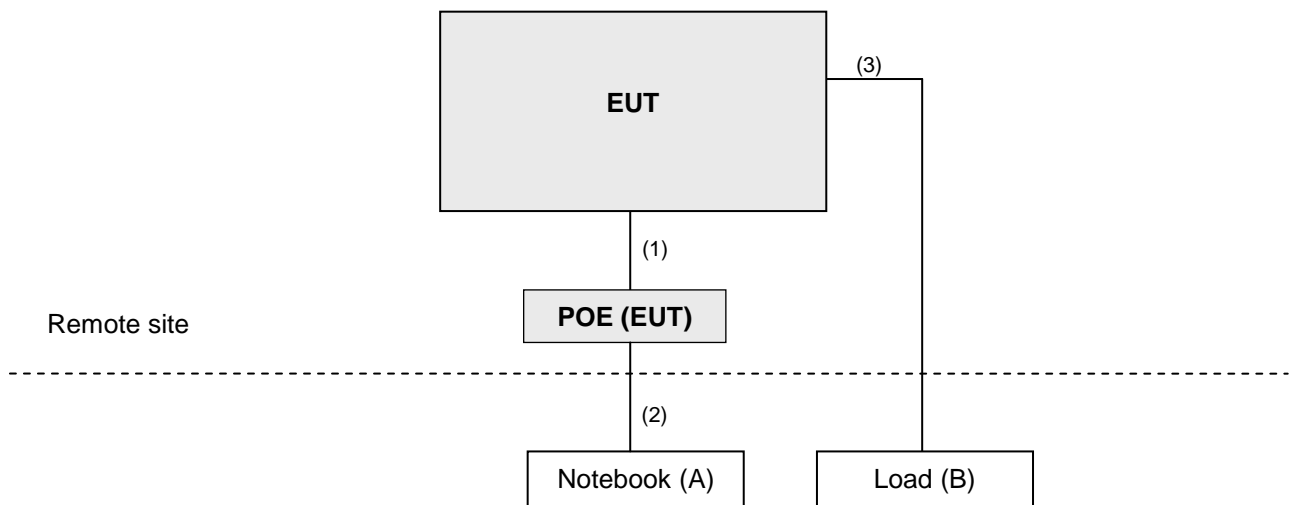 (3)
EUT
(1)
POE (EUT)
Remote site
(2)
Notebook (A)
Load (B)